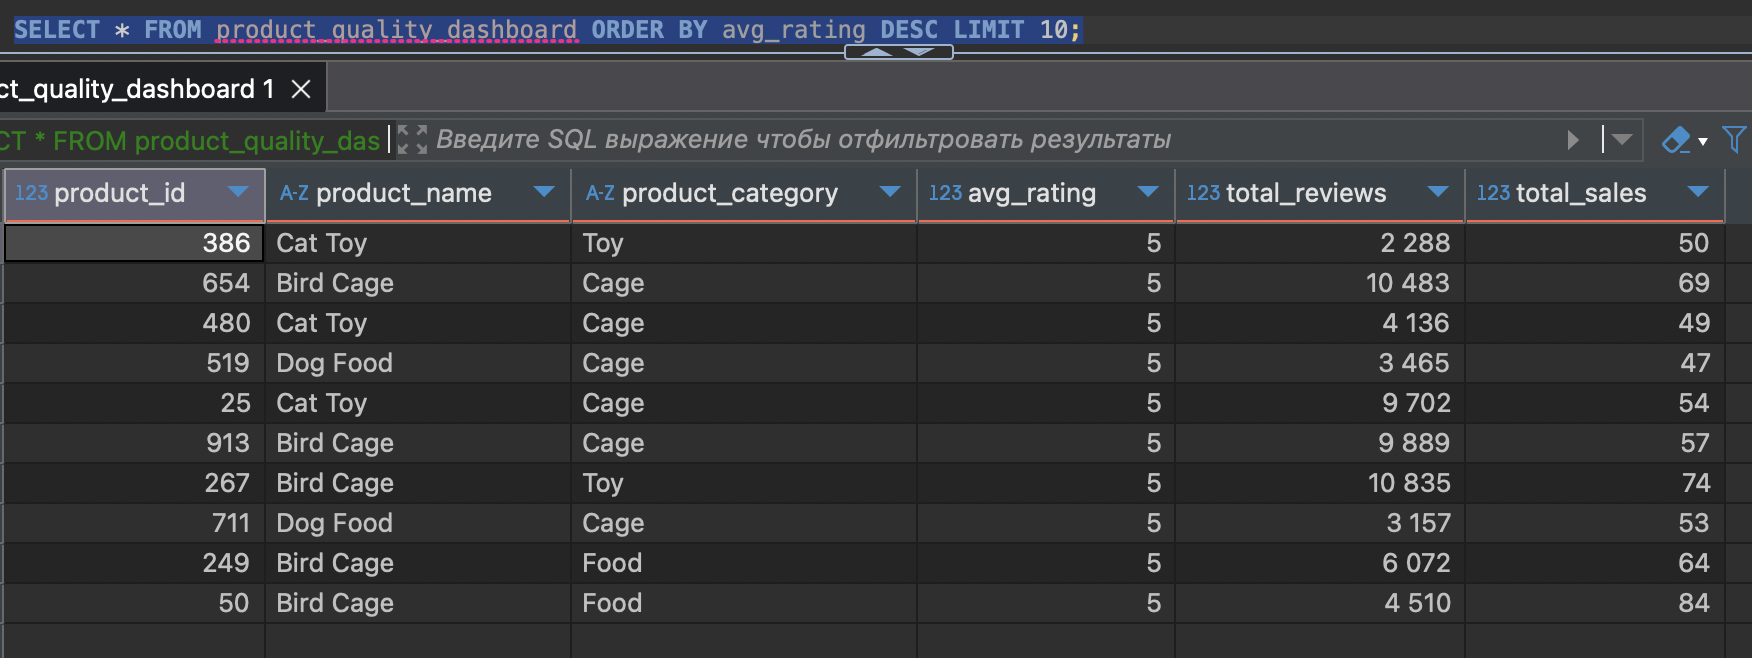 SELECT * FROM product_quality_dashboard ORDER BY avg_rating DESC LIMIT 10;
ct_quality_dashboard 1
CT * FROM product_quality_das Введите SQL выражение чтобы отфильтровать результаты
123 product_id A-Z product_name A-Z product_category 123 avg_rating 123 total_reviews 123 total_sales
386 Cat Toy Toy 5 2 288 50
654 Bird Cage Cage 5 10 483 69
480 Cat Toy Cage 5 4 136 49
519 Dog Food Cage 5 3 465 47
25 Cat Toy Cage 5 9 702 54
913 Bird Cage Cage 5 9 889 57
267 Bird Cage Toy 5 10 835 74
711 Dog Food Cage 5 3 157 53
249 Bird Cage Food 5 6 072 64
50 Bird Cage Food 5 4 510 84